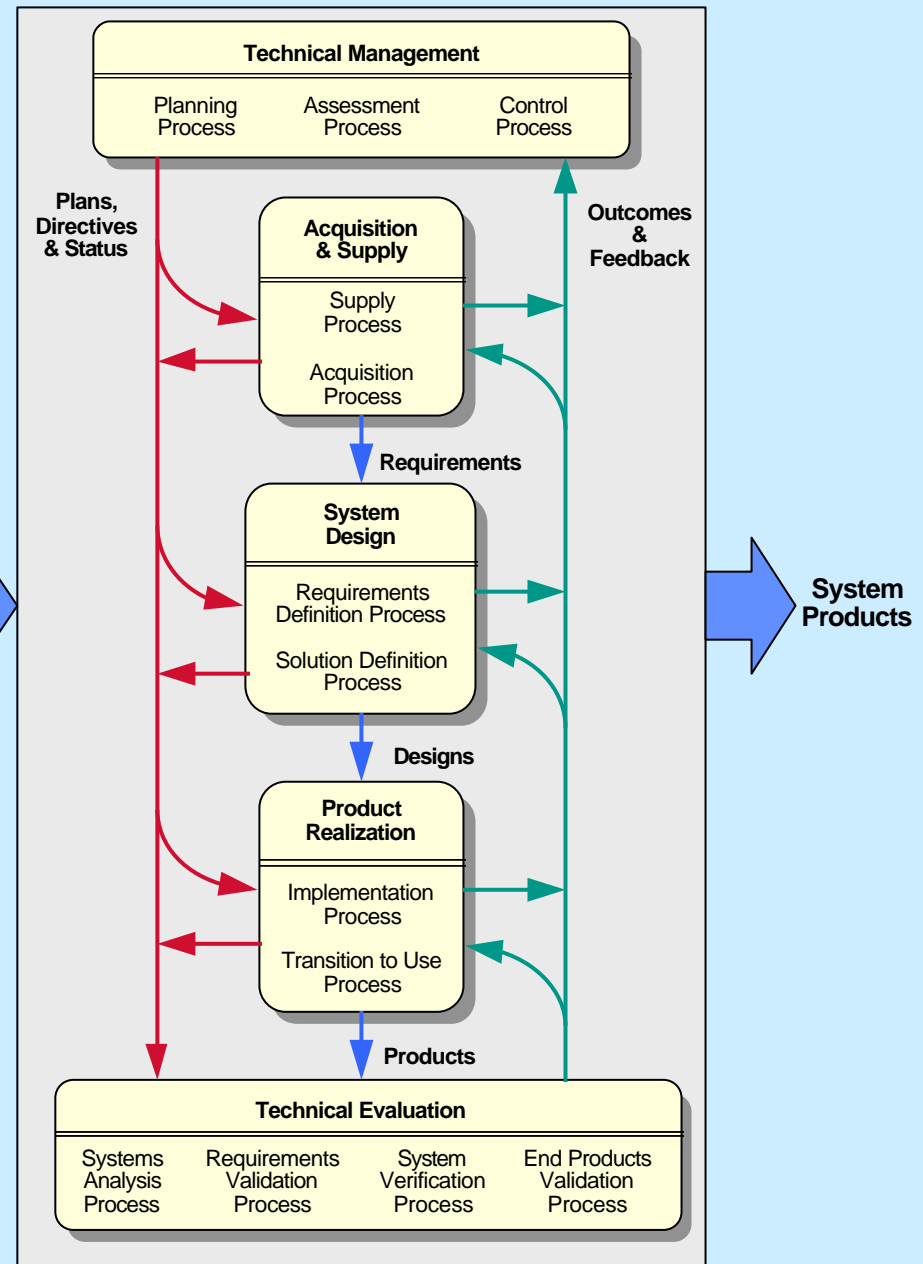 Technical Management
Planning
Process
Assessment
Process
Control
Process
Plans,
Directives
& Status
Outcomes
&
Feedback
Acquisition
& Supply
Supply
Process
Acquisition
Process
Requirements
System
Design
Requirements
Definition Process
Solution Definition
Process
System
Products
Designs
Product
Realization
Implementation
Process
Transition to Use
Process
Products
Technical Evaluation
Systems
Analysis
Process
Requirements
Validation
Process
System
Verification
Process
End Products
Validation
Process